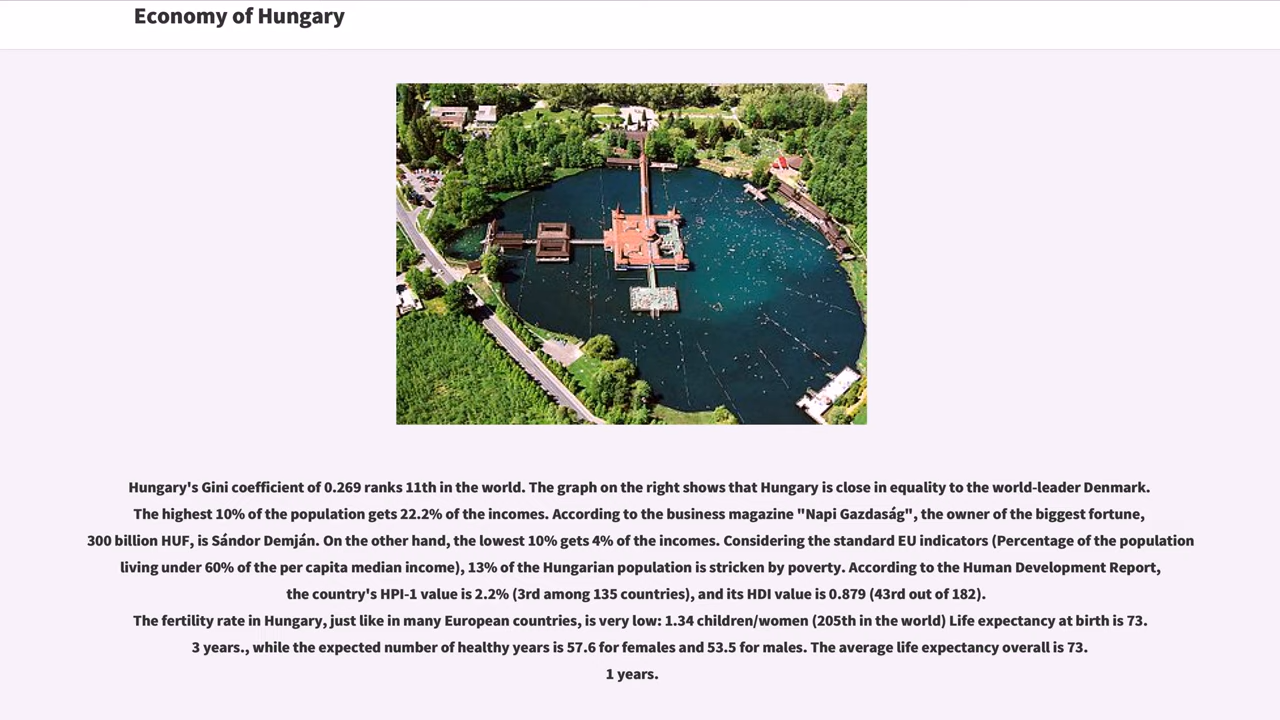 Economy of Hungary
Hungary's Gini coefficient of 0.269 ranks 11th in the world. The graph on the right shows that Hungary is close in equality to the world-leader Denmark.
The highest 10% of the population gets 22.2% of the incomes. According to the business magazine "Napi Gazdaság", the owner of the biggest fortune,
300 billion HUF, is Sándor Demján. On the other hand, the lowest 10% gets 4% of the incomes. Considering the standard EU indicators (Percentage of the population
living under 60% of the per capita median income), 13% of the Hungarian population is stricken by poverty. According to the Human Development Report,
the country's HPI-1 value is 2.2% (3rd among 135 countries), and its HDI value is 0.879 (43rd out of 182).
The fertility rate in Hungary, just like in many European countries, is very low: 1.34 children/women (205th in the world) Life expectancy at birth is 73.
3 years., while the expected number of healthy years is 57.6 for females and 53.5 for males. The average life expectancy overall is 73.
1 years.